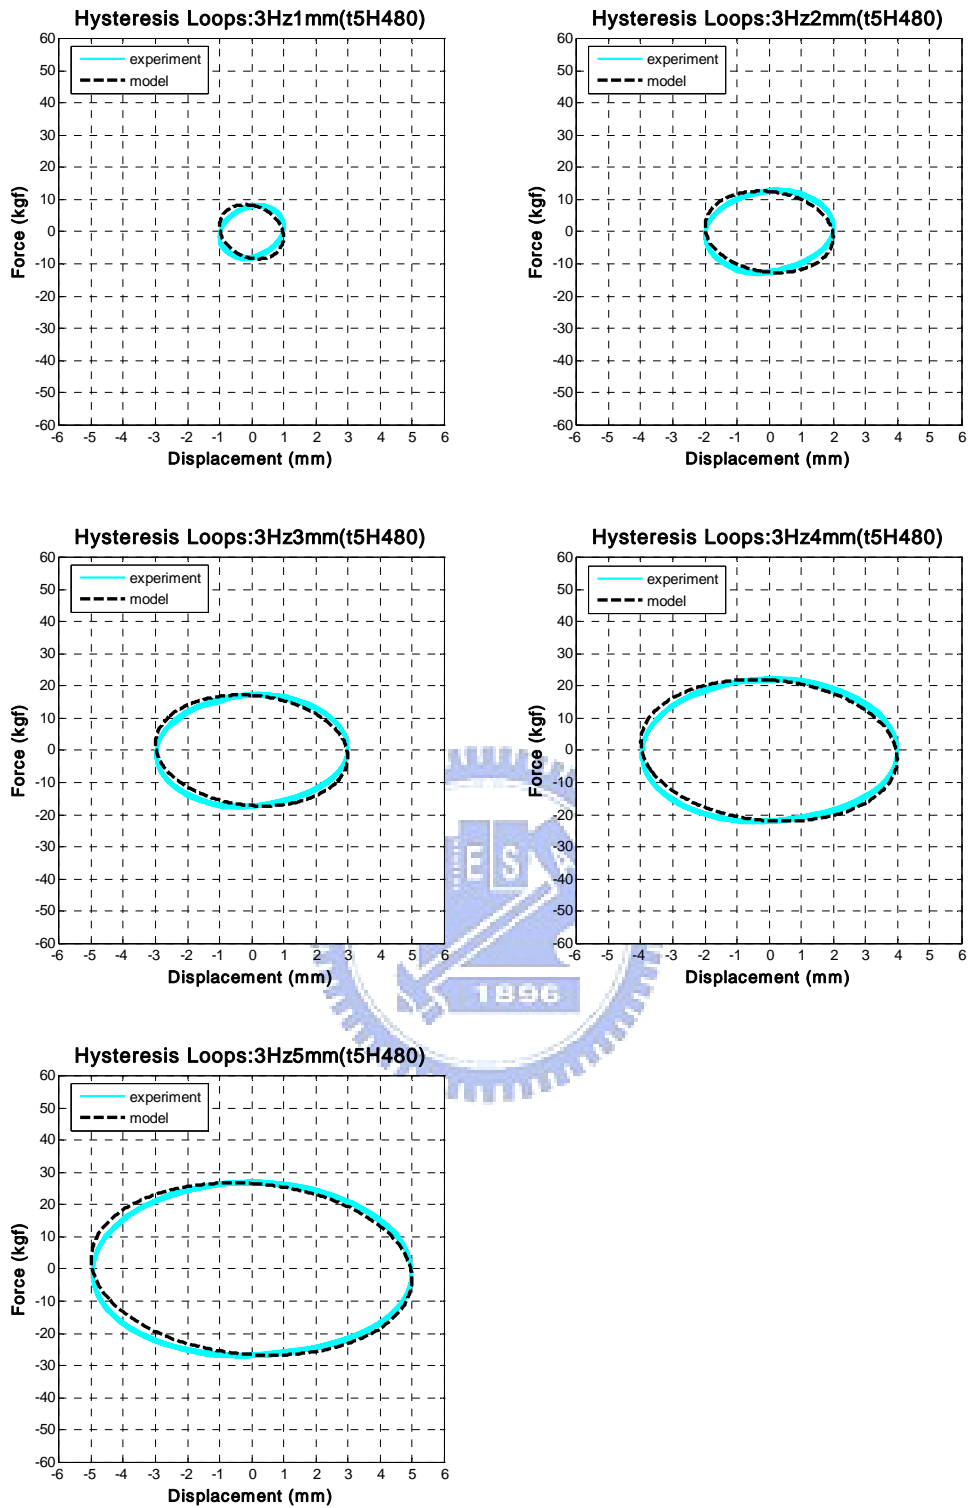 Hysteresis Loops:3Hz1mm(t5H480)
60
50
40
30
20
10
0
-10
-20
-30
-40
-50
-60
Force (kgf)
experiment
model
-6 -5 -4 -3 -2 -1 0 1 2 3 4 5 6
Displacement (mm)
Hysteresis Loops:3Hz2mm(t5H480)
60
50
40
30
20
10
0
-10
-20
-30
-40
-50
-60
Force (kgf)
experiment
model
-6 -5 -4 -3 -2 -1 0 1 2 3 4 5 6
Displacement (mm)
Hysteresis Loops:3Hz3mm(t5H480)
60
50
40
30
20
10
0
-10
-20
-30
-40
-50
-60
Force (kgf)
experiment
model
-6 -5 -4 -3 -2 -1 0 1 2 3 4 5 6
Displacement (mm)
Hysteresis Loops:3Hz4mm(t5H480)
60
50
40
30
20
10
0
-10
-20
-30
-40
-50
-60
Force (kgf)
experiment
model
-6 -5 -4 -3 -2 -1 0 1 2 3 4 5 6
Displacement (mm)
ES
1896
Hysteresis Loops:3Hz5mm(t5H480)
60
50
40
30
20
10
0
-10
-20
-30
-40
-50
-60
Force (kgf)
experiment
model
-6 -5 -4 -3 -2 -1 0 1 2 3 4 5 6
Displacement (mm)